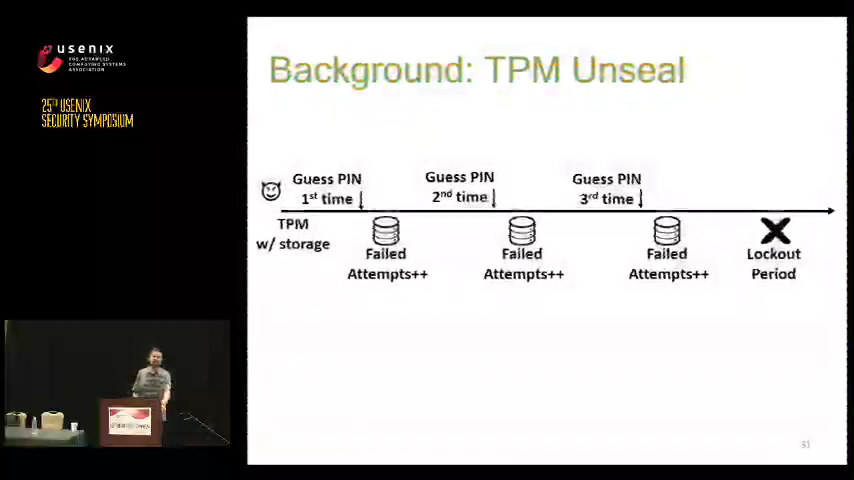 usenix
THE ADVANCED
COMPUTING SYSTEMS
ASSOCIATION
25TH USENIX
SECURITY SYMPOSIUM
Background: TPM Unseal
Guess PIN
1st time
Guess PIN
2nd time
Guess PIN
3rd time
TPM
w/ storage
Failed
Attempts++
Failed
Attempts++
Failed
Attempts++
Lockout
Period
31